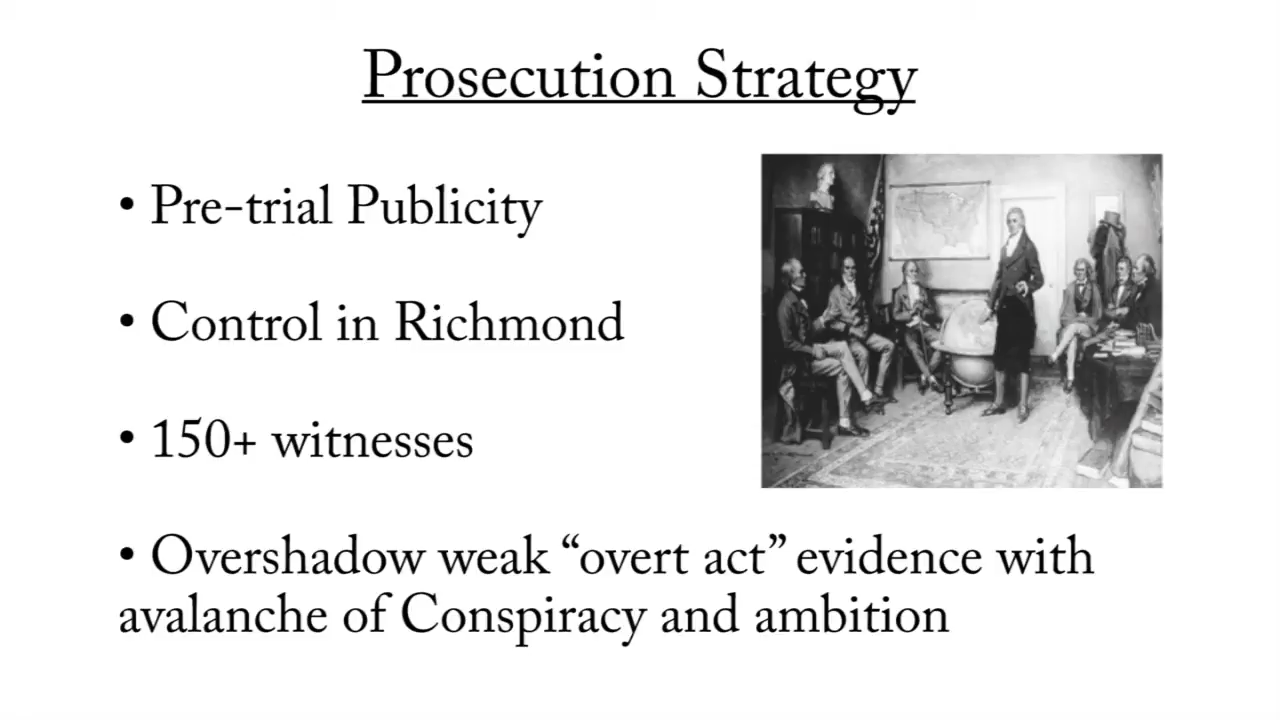 Prosecution Strategy
• Pre-trial Publicity
• Control in Richmond
• 150+ witnesses
• Overshadow weak “overt act” evidence with
avalanche of Conspiracy and ambition